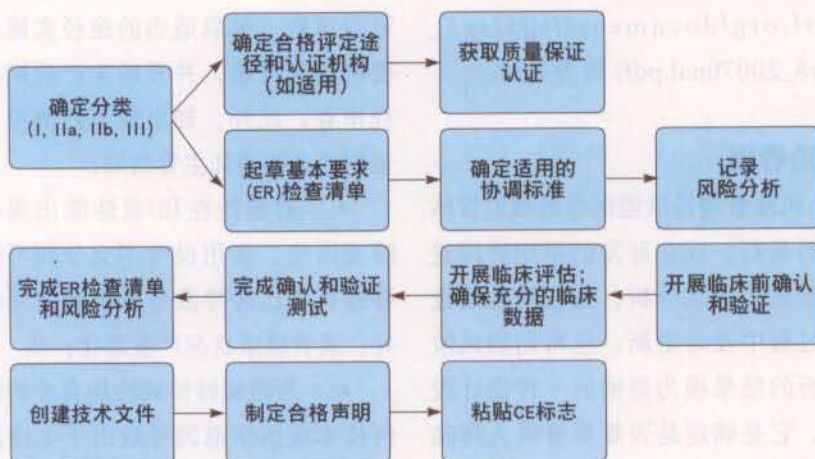 确定分类
(I, IIa, IIb, III)
确定合格评定途
径和认证机构
(如适用)
获取质量保证
认证
起草基本要求
(ER)检查清单
确定适用的
协调标准
记录
风险分析
开展临床前确认
和验证
开展临床评估;
确保充分的临床
数据
完成确认和验证
测试
完成ER检查清单
和风险分析
创建技术文件
制定合格声明
粘贴CE标志